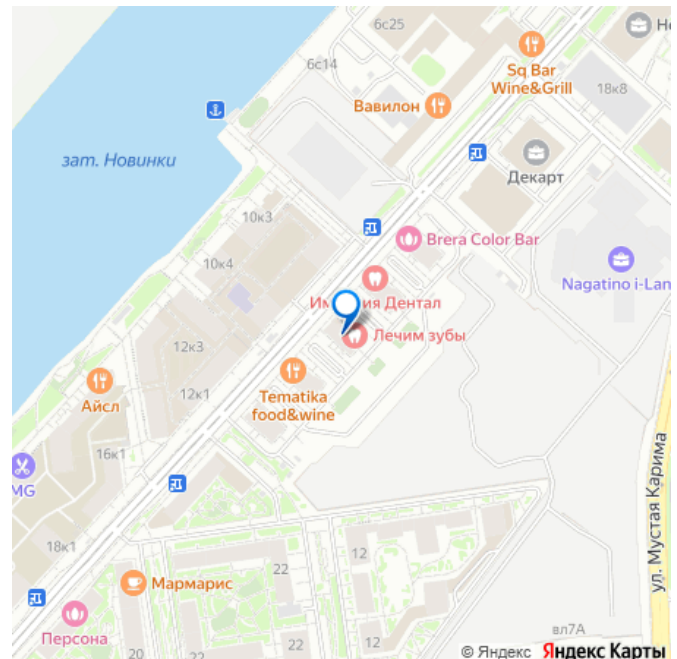 6с25
6с14
Sq Bar
Wine&Grill
18к8
Вавилон
Декарт
зат. Новинки
10к3
Brera Color Bar
10к4
Nagatino i-Lan
Им ия Дентал
Лечим зубы
12к3
Tematika
food&wine
12к1
Айсл
16к1
MG
ул. Мустая Карима
18к1
12
22
Мармарис
Персона
22
12
вл7А
© Яндекс Яндекс Карты